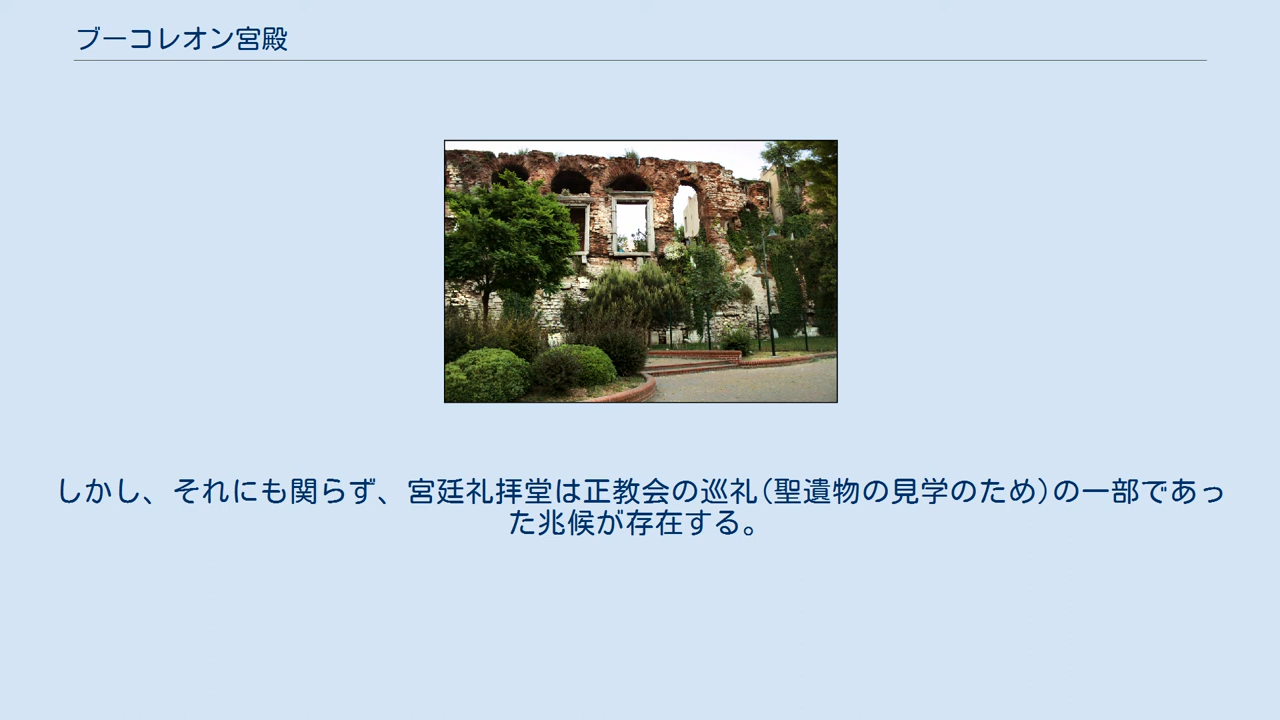 ブーコレオン宮殿
しかし、それにも関らず、宮廷礼拝堂は正教会の巡礼(聖遺物の見学のため)の一部であっ
た兆候が存在する。